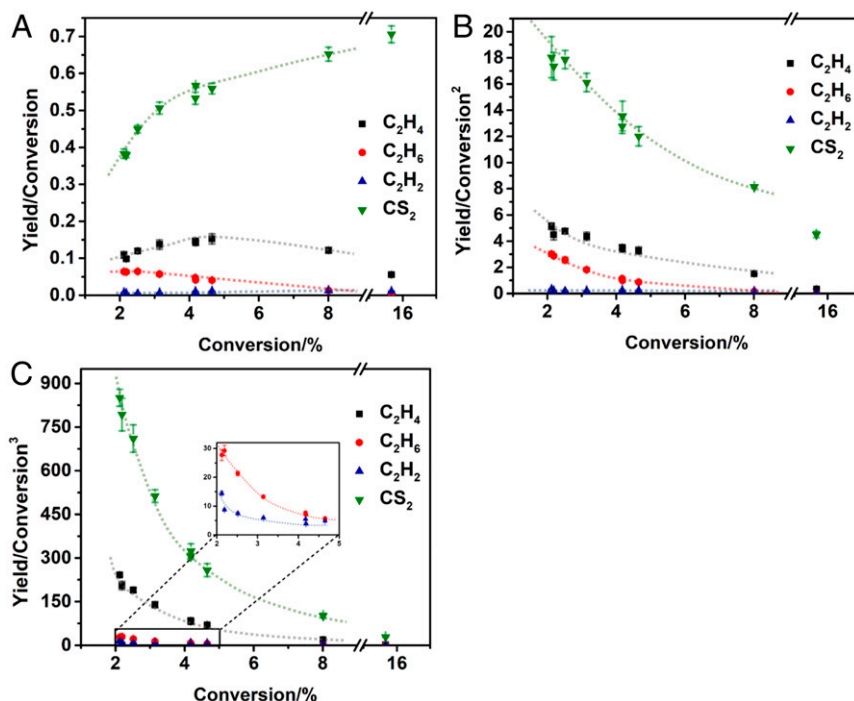 A
0.7
0.6
0.5
0.4
0.3
0.2
0.1
0.0
Yield/Conversion
C₂H₄
C₂H₆
C₂H₂
CS₂
2 4 6 8 16
Conversion/%
B
20
18
16
14
12
10
8
6
4
2
0
Yield/Conversion²
C₂H₄
C₂H₆
C₂H₂
CS₂
2 4 6 8 16
Conversion/%
C
900
750
600
450
300
150
0
Yield/Conversion³
C₂H₄
C₂H₆
C₂H₂
CS₂
30
20
10
0
2 3 4 5
2 4 6 8 16
Conversion/%